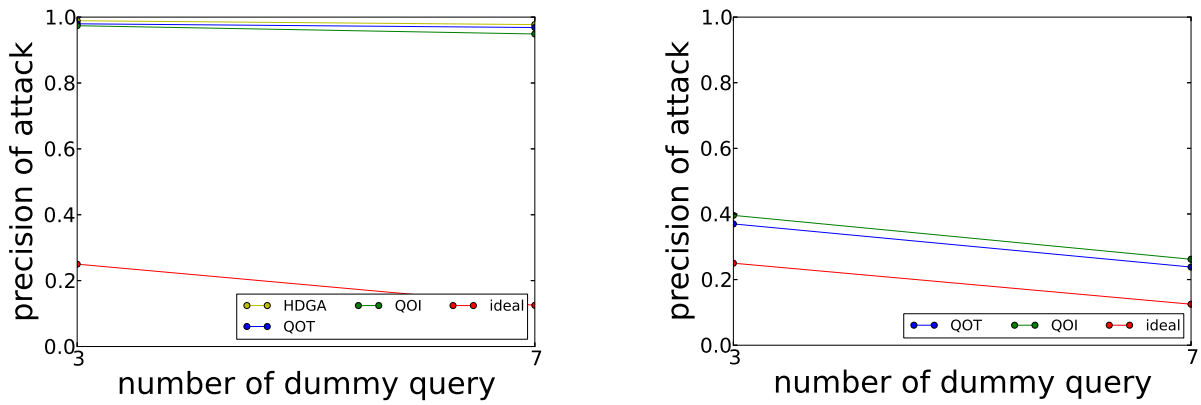 precision of attack
1.0
0.8
0.6
0.4
0.2
0.0
HDGA QOI ideal
QOT
3 7
number of dummy query
precision of attack
1.0
0.8
0.6
0.4
0.2
0.0
QOT QOI ideal
3 7
number of dummy query